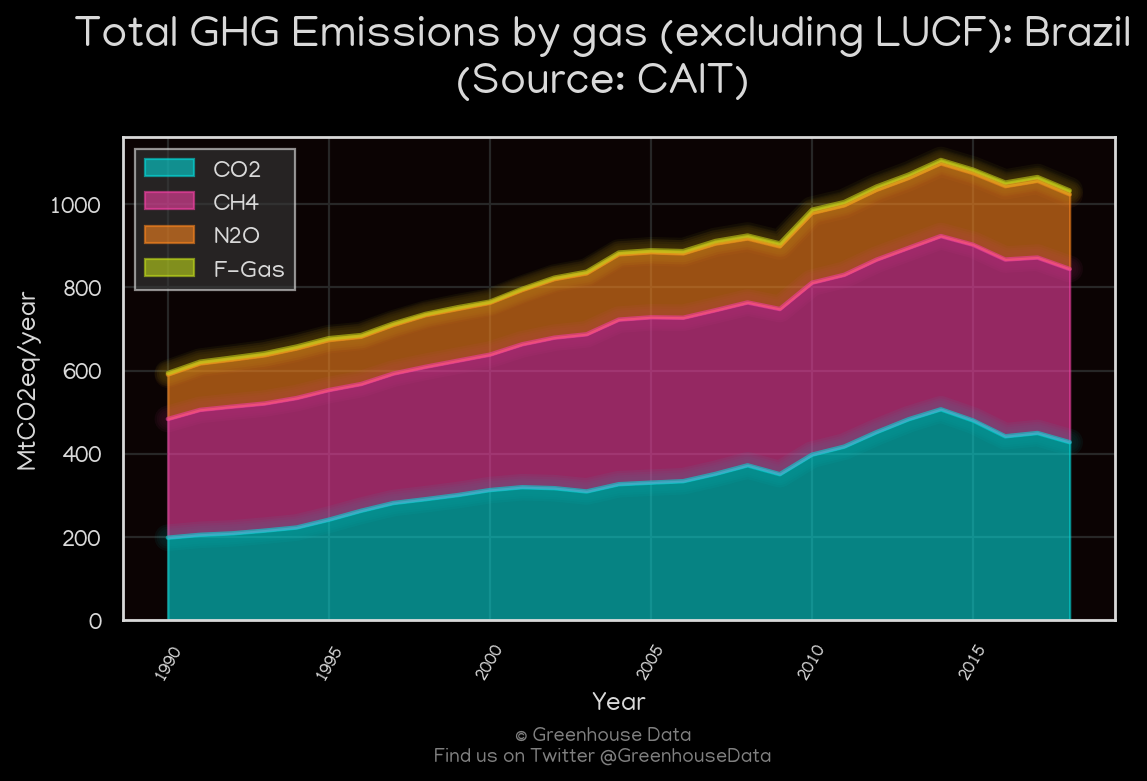 Total GHG Emissions by gas (excluding LUCF): Brazil
(Source: CAIT)
CO2
CH4
N2O
F-Gas
MtCO2eq/year
1000
800
600
400
200
0
1990
1995
2000
2005
2010
2015
Year
© Greenhouse Data
Find us on Twitter @GreenhouseData